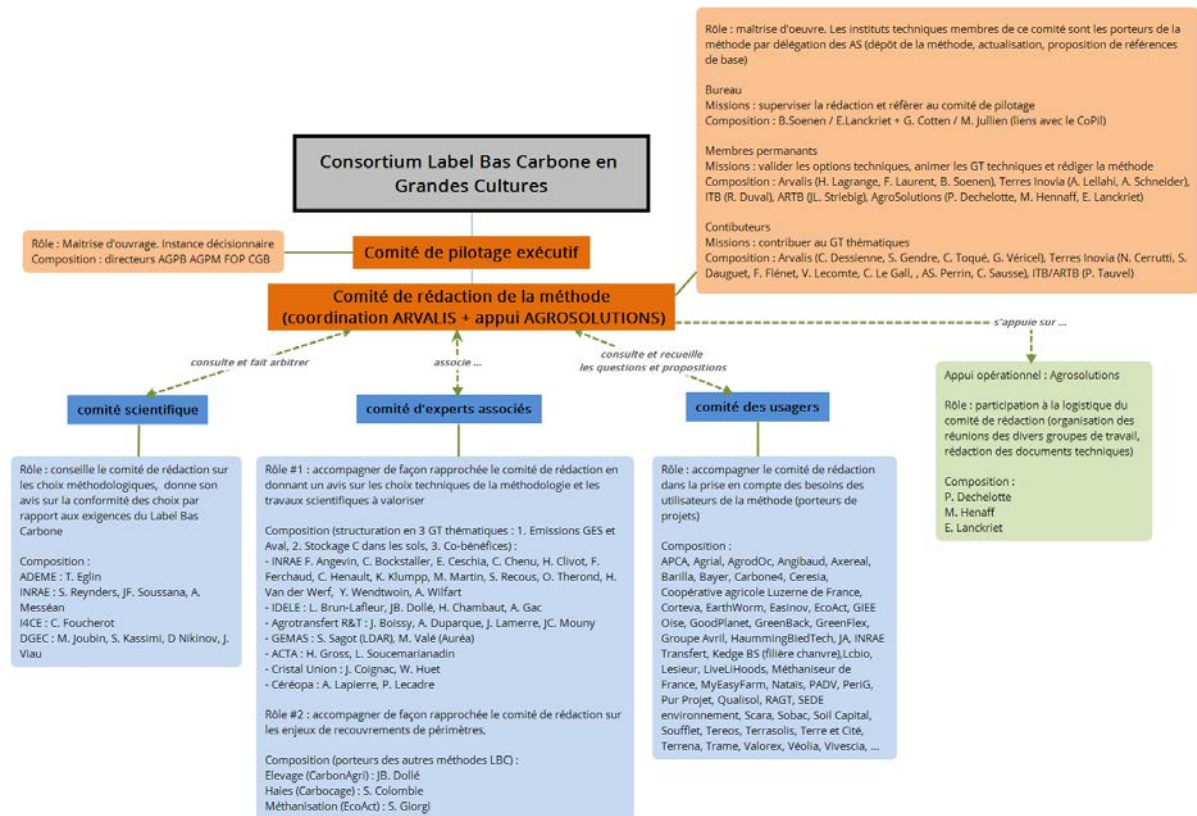 Rôle : maîtrise d'oeuvre. Les instituts techniques membres de ce comité sont les porteurs de la
méthode par délégation des AS (dépôt de la méthode, actualisation, proposition de références
de base)
Bureau
Missions : superviser la rédaction et réfèrer au comité de pilotage
Composition : B.Soenen / E.Lanckriet + G. Cotten / M. Jullien (liens avec le CoPil)
Membres permanants
Missions : valider les options techniques, animer les GT techniques et rédiger la méthode
Composition : Arvalis (H. Lagrange, F. Laurent, B. Soenen), Terres Inovia (A. Lellahi, A. Schneider),
ITB (R. Duval), ARTB (JL. Striebig), AgroSolutions (P. Dechelotte, M. Hennaff, E. Lanckriet)
Contibuteurs
Missions : contribuer au GT thématiques
Composition : Arvalis (C. Dessienne, S. Gendre, C. Toqué, G. Véricel), Terres Inovia (N. Cerrutti, S.
Dauguet, F. Flénet, V. Lecomte, C. Le Gall, , AS. Perrin, C. Sausse), ITB/ARTB (P. Tauvel)
Consortium Label Bas Carbone en
Grandes Cultures
Rôle : Maitrise d'ouvrage. Instance décisionnaire
Composition : directeurs AGPB AGPM FOP CGB
Comité de pilotage exécutif
Comité de rédaction de la méthode
(coordination ARVALIS + appui AGROSOLUTIONS)
s'appuie sur ...
consulte et fait arbitrer
associe ...
consulte et recueille
les questions et propositions
comité scientifique
comité d'experts associés
comité des usagers
Appui opérationnel : Agrosolutions
Rôle : participation à la logistique du
comité de rédaction (organisation des
réunions des divers groupes de travail,
rédaction des documents techniques)
Composition :
P. Dechelotte
M. Henaff
E. Lanckriet
Rôle : conseille le comité de rédaction sur
les choix méthodologiques, donne son
avis sur la conformité des choix par
rapport aux exigences du Label Bas
Carbone
Composition :
ADEME : T. Eglin
INRAE : S. Reynders, JF. Soussana, A.
Messéan
I4CE : C. Foucherot
DGEC : M. Joubin, S. Kassimi, D Nikinov, J.
Viau
Rôle #1 : accompagner de façon rapprochée le comité de rédaction en
donnant un avis sur les choix techniques de la méthodologie et les
travaux scientifiques à valoriser
Composition (structuration en 3 GT thématiques : 1. Emissions GES et
Aval, 2. Stockage C dans les sols, 3. Co-bénéfices) :
- INRAE F. Angevin, C. Bockstaller, E. Ceschia, C. Chenu, H. Clivot, F.
Ferchaud, C. Henault, K. Klumpp, M. Martin, S. Recous, O. Therond, H.
Van der Werf, Y. Wendtwoin, A. Wilfart
- IDELE : L. Brun-Lafleur, JB. Dollé, H. Chambaut, A. Gac
- Agrotransfert R&T : J. Boissy, A. Duparque, J. Lamerre, JC. Mouny
- GEMAS : S. Sagot (LDAR), M. Valé (Auréa)
- ACTA : H. Gross, L. Soucemarianadin
- Cristal Union : J. Coignac, W. Huet
- Céréopa : A. Lapierre, P. Lecadre
Rôle #2 : accompagner de façon rapprochée le comité de rédaction sur
les enjeux de recouvrements de périmètres,
Composition (porteurs des autres méthodes LBC) :
Elevage (CarbonAgri) : JB. Dollé
Haies (Carbocage) : S. Colombie
Méthanisation (EcoAct) : S. Giorgi
Rôle : accompagner le comité de rédaction
dans la prise en compte des besoins des
utilisateurs de la méthode (porteurs de
projets)
Composition :
APCA, Agrial, AgrodOc, Angibaud, Axereal,
Barilla, Bayer, Carbone4, Ceresia,
Coopérative agricole Luzerne de France,
Corteva, EarthWorm, Easinov, EcoAct, GIEE
Oise, GoodPlanet, GreenBack, GreenFlex,
Groupe Avril, HaummingBiedTech, JA, INRAE
Transfert, Kedge BS (filière chanvre),Lcbio,
Lesieur, LiveLiHoods, Méthaniseur de
France, MyEasyFarm, Nataïs, PADV, PeriG,
Pur Projet, Qualisol, RAGT, SEDE
environnement, Scara, Sobac, Soil Capital,
Soufflet, Tereos, Terrasolis, Terre et Cité,
Terrena, Trame, Valorex, Véolia, Vivescia, ...